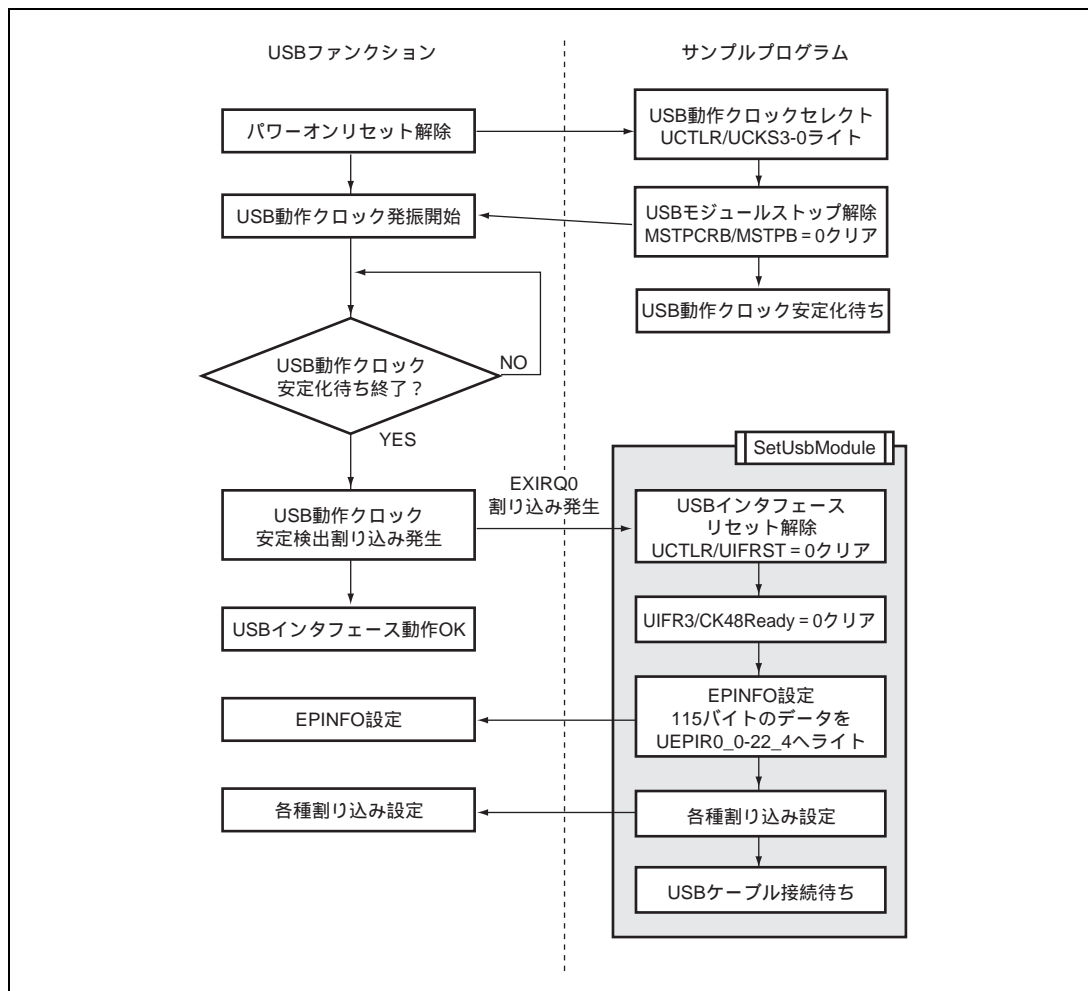 USBファンクション
サンプルプログラム
パワーオンリセット解除
USB動作クロックセレクト
UCTLR/UCKS3-0ライト
USB動作クロック発振開始
USBモジュールストップ解除
MSTPCRB/MSTPB = 0クリア
USB動作クロック安定化待ち
USB動作クロック
安定化待ち終了？
NO
YES
SetUsbModule
EXIRQ0
割り込み発生
USB動作クロック
安定検出割り込み発生
USBインタフェース
リセット解除
UCTLR/UIFRST = 0クリア
USBインタフェース動作OK
UIFR3/CK48Ready = 0クリア
EPINFO設定
EPINFO設定
115バイトのデータを
UEPIR0_0-22_4へライト
各種割り込み設定
各種割り込み設定
USBケーブル接続待ち